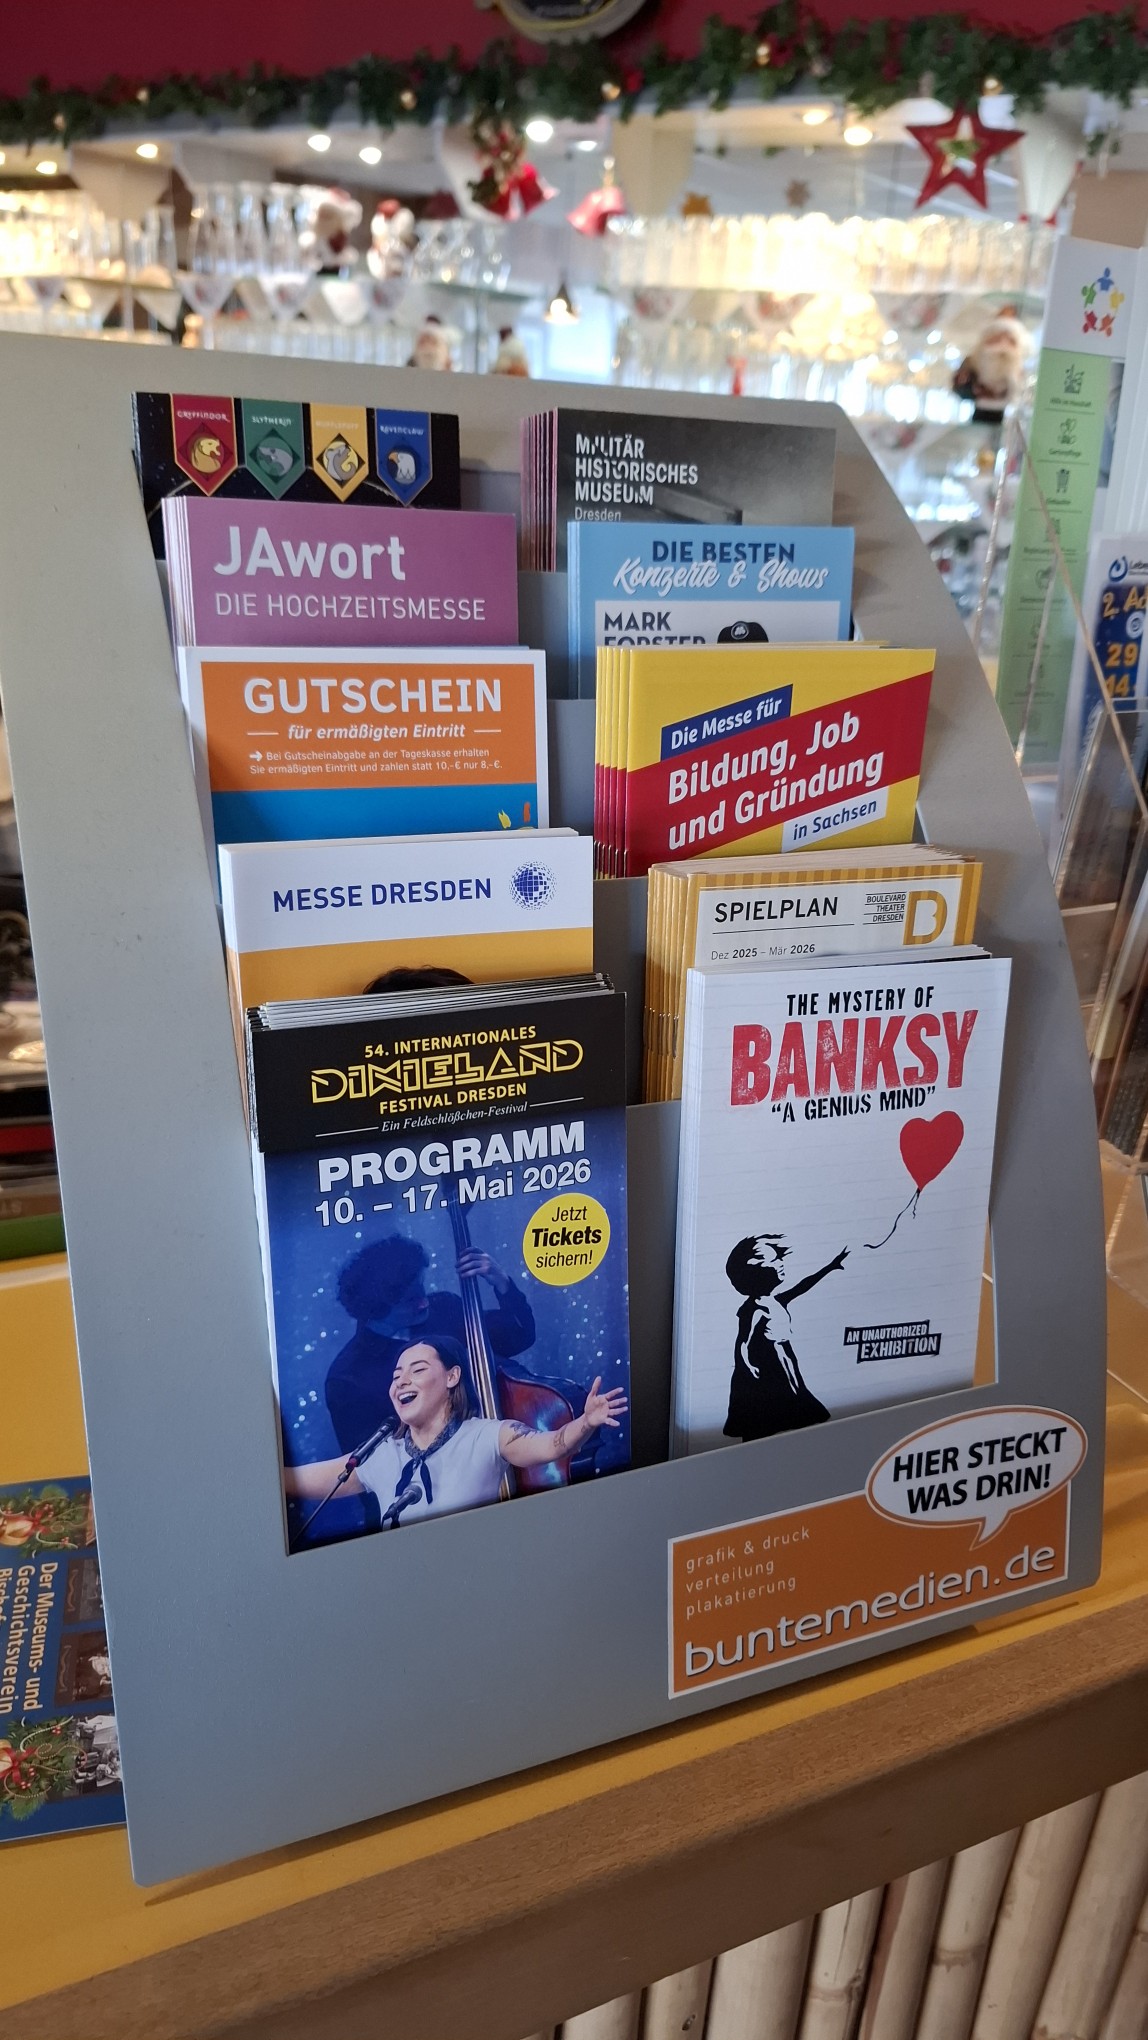 GRYFFINDOR
SLYTHERIN
HUFFLEPUFF
RAVENCLAW
MILITÄR
HISTORISCHES
MUSEUM
Dresden
JAwort
DIE HOCHZEITSMESSE
DIE BESTEN
Konzerte & Shows
MARK
FORSTER
GUTSCHEIN
für ermäßigten Eintritt
Bei Gutscheinabgabe an der Tageskasse erhalten
Sie ermäßigten Eintritt und zahlen statt 10,-€ nur 8,-€.
Die Messe für
Bildung, Job
und Gründung
in Sachsen
MESSE DRESDEN
SPIELPLAN
BOULEVARD
THEATER
DRESDEN
B
Dez 2025 – Mär 2026
54. INTERNATIONALES
DIXIELAND
FESTIVAL DRESDEN
Ein Feldschlößchen-Festival
PROGRAMM
10. – 17. Mai 2026
Jetzt
Tickets
sichern!
THE MYSTERY OF
BANKSY
"A GENIUS MIND"
AN UNAUTHORIZED
EXHIBITION
HIER STECKT
WAS DRIN!
grafik & druck
verteilung
plakatierung
buntemedien.de
Der Museums- und
Geschichtsverein
2. Ad
29
14